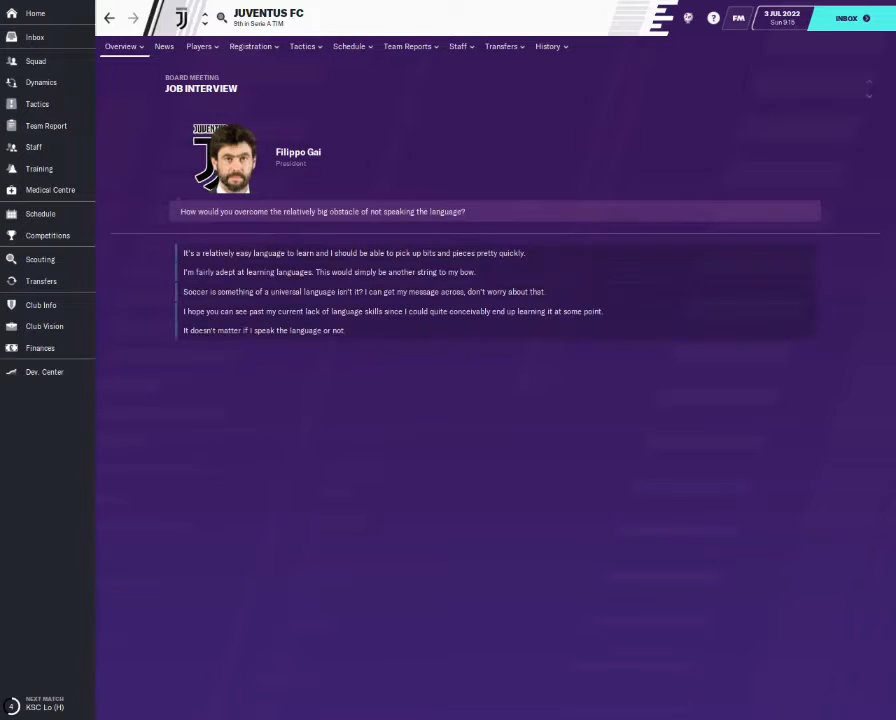 Home
Inbox
Squad
Dynamics
Tactics
Team Report
Staff
Training
Medical Centre
Schedule
Competitions
Scouting
Transfers
Club Info
Club Vision
Finances
Dev. Center
4
NEXT MATCH
KSC Lo (H)
JUVENTUS FC
9th in Serie A TIM
FM
3 JUL 2022
Sun 9:15
INBOX
Overview
News
Players
Registration
Tactics
Schedule
Team Reports
Staff
Transfers
History
BOARD MEETING
JOB INTERVIEW
JUVENTUS
Filippo Gai
President
How would you overcome the relatively big obstacle of not speaking the language?
It's a relatively easy language to learn and I should be able to pick up bits and pieces pretty quickly.
I'm fairly adept at learning languages. This would simply be another string to my bow.
Soccer is something of a universal language isn't it? I can get my message across, don't worry about that.
I hope you can see past my current lack of language skills since I could quite conceivably end up learning it at some point.
It doesn't matter if I speak the language or not.